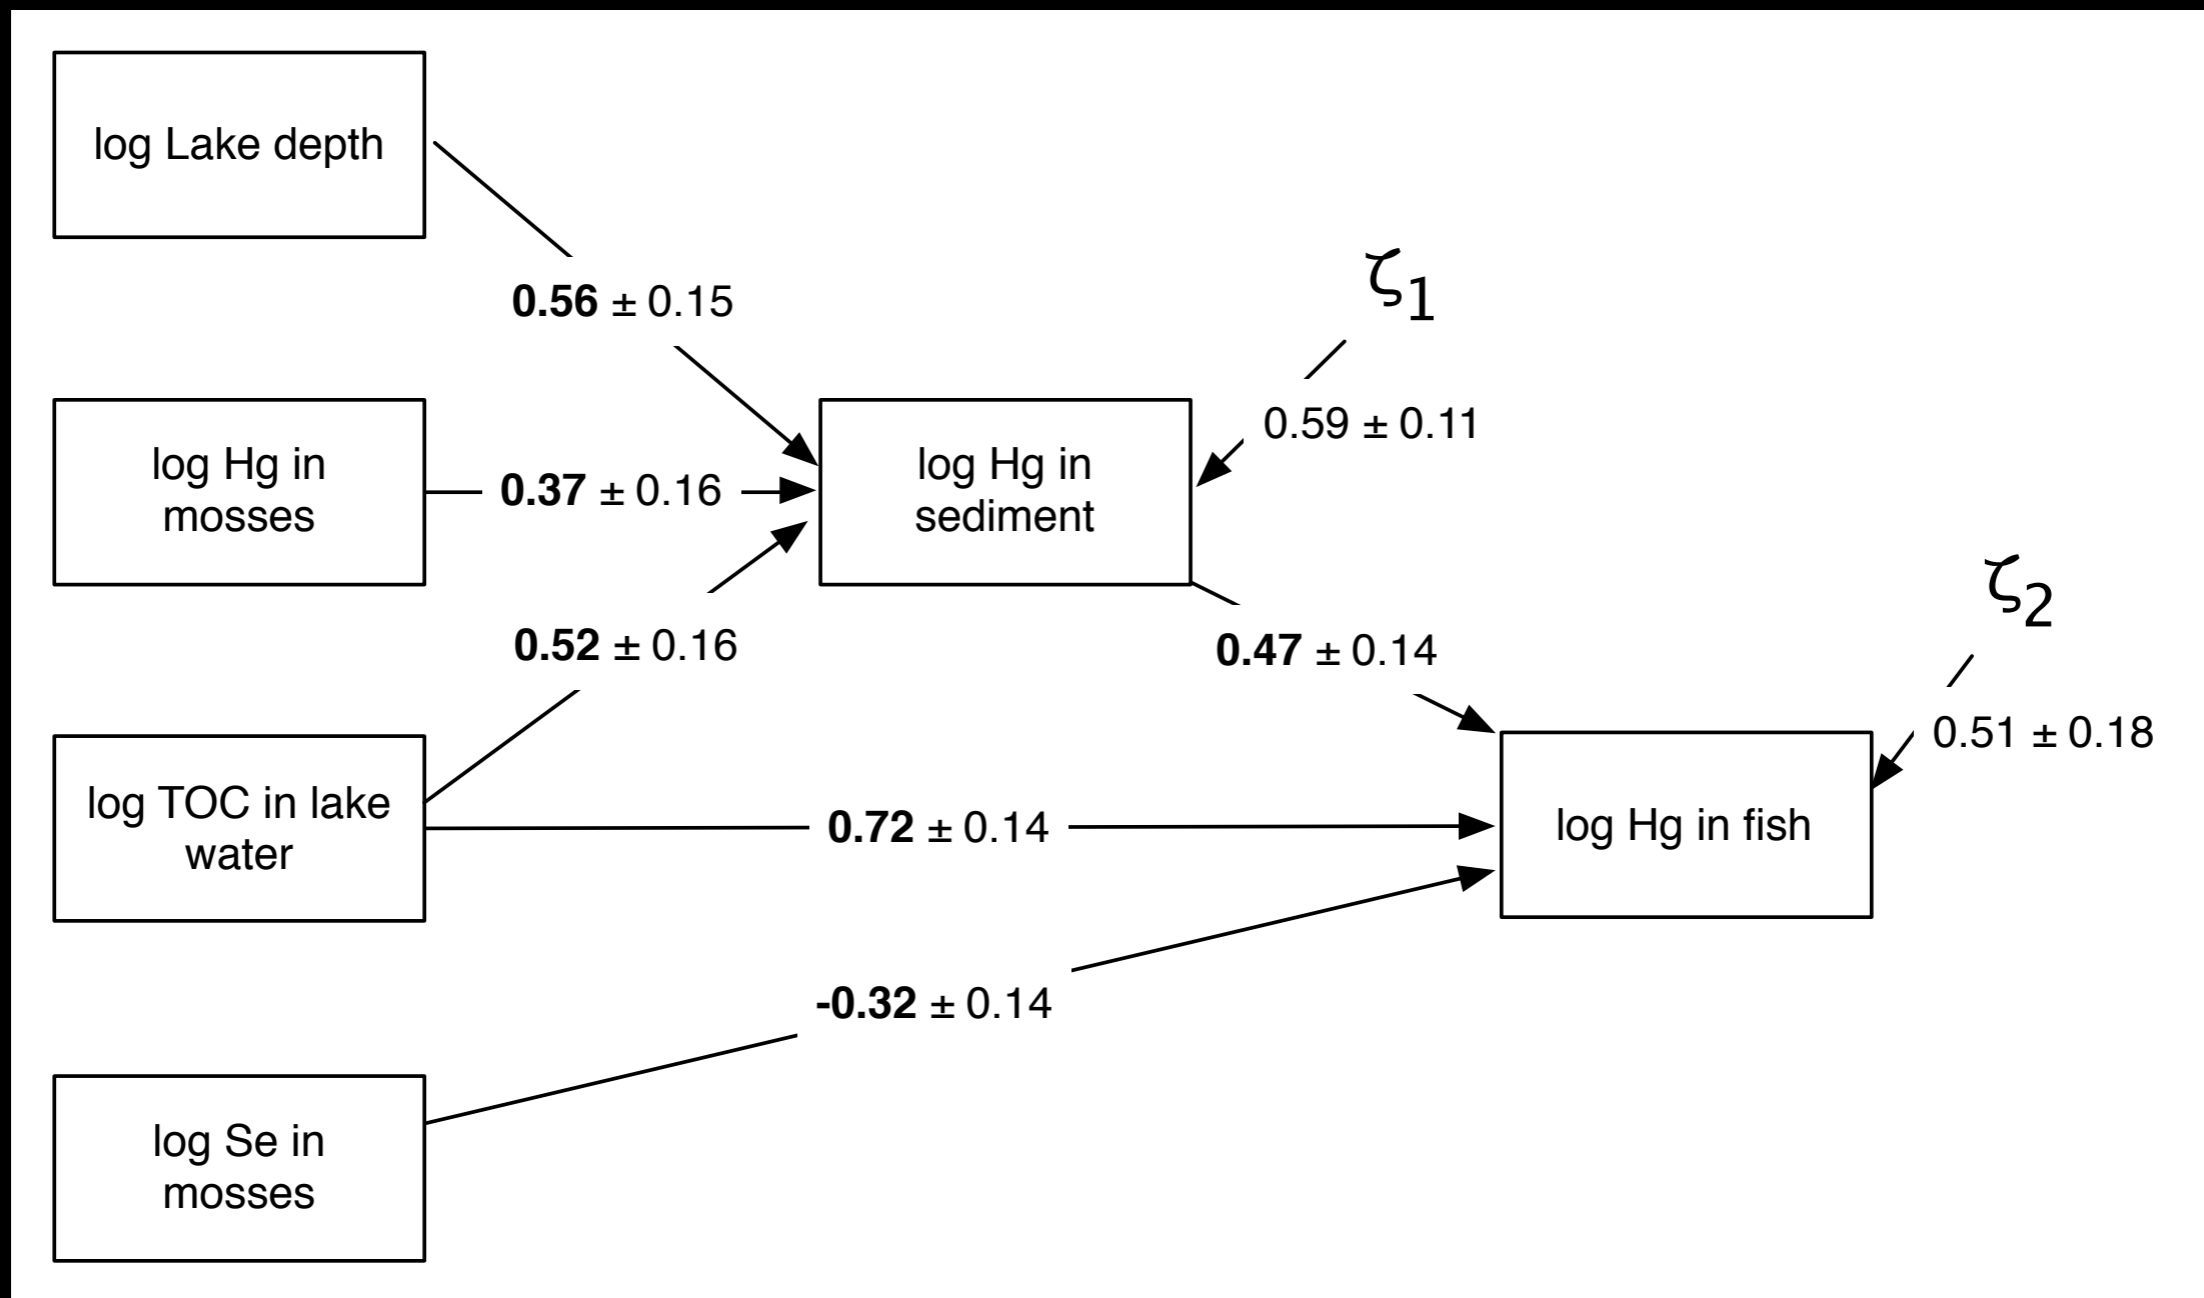 log Lake depth
0.56 ± 0.15
ζ1
log Hg in
mosses
0.37 ± 0.16
log Hg in
sediment
0.59 ± 0.11
0.52 ± 0.16
0.47 ± 0.14
ζ2
0.51 ± 0.18
log TOC in lake
water
0.72 ± 0.14
log Hg in fish
-0.32 ± 0.14
log Se in
mosses